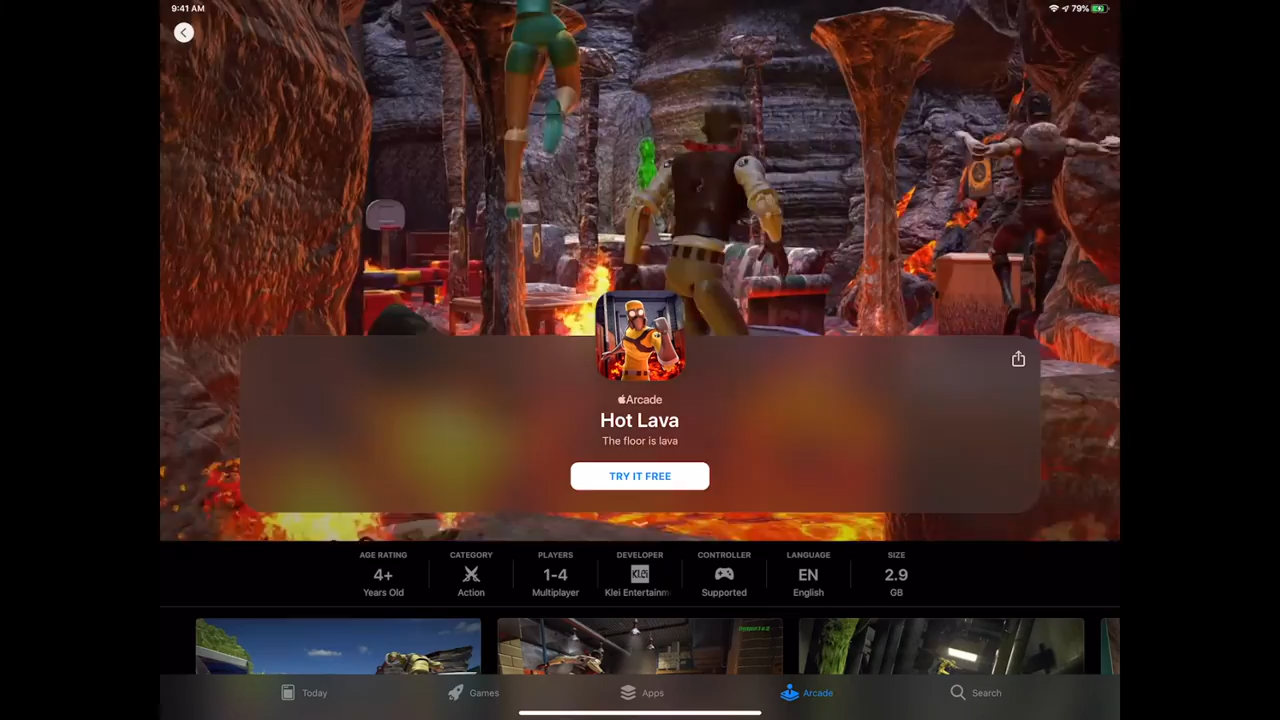 9:41 AM
79%
Arcade
Hot Lava
The floor is lava
TRY IT FREE
AGE RATING
4+
Years Old
CATEGORY
Action
PLAYERS
1-4
Multiplayer
DEVELOPER
Klei
Klei Entertainm
CONTROLLER
Supported
LANGUAGE
EN
English
SIZE
2.9
GB
Today
Games
Apps
Arcade
Search